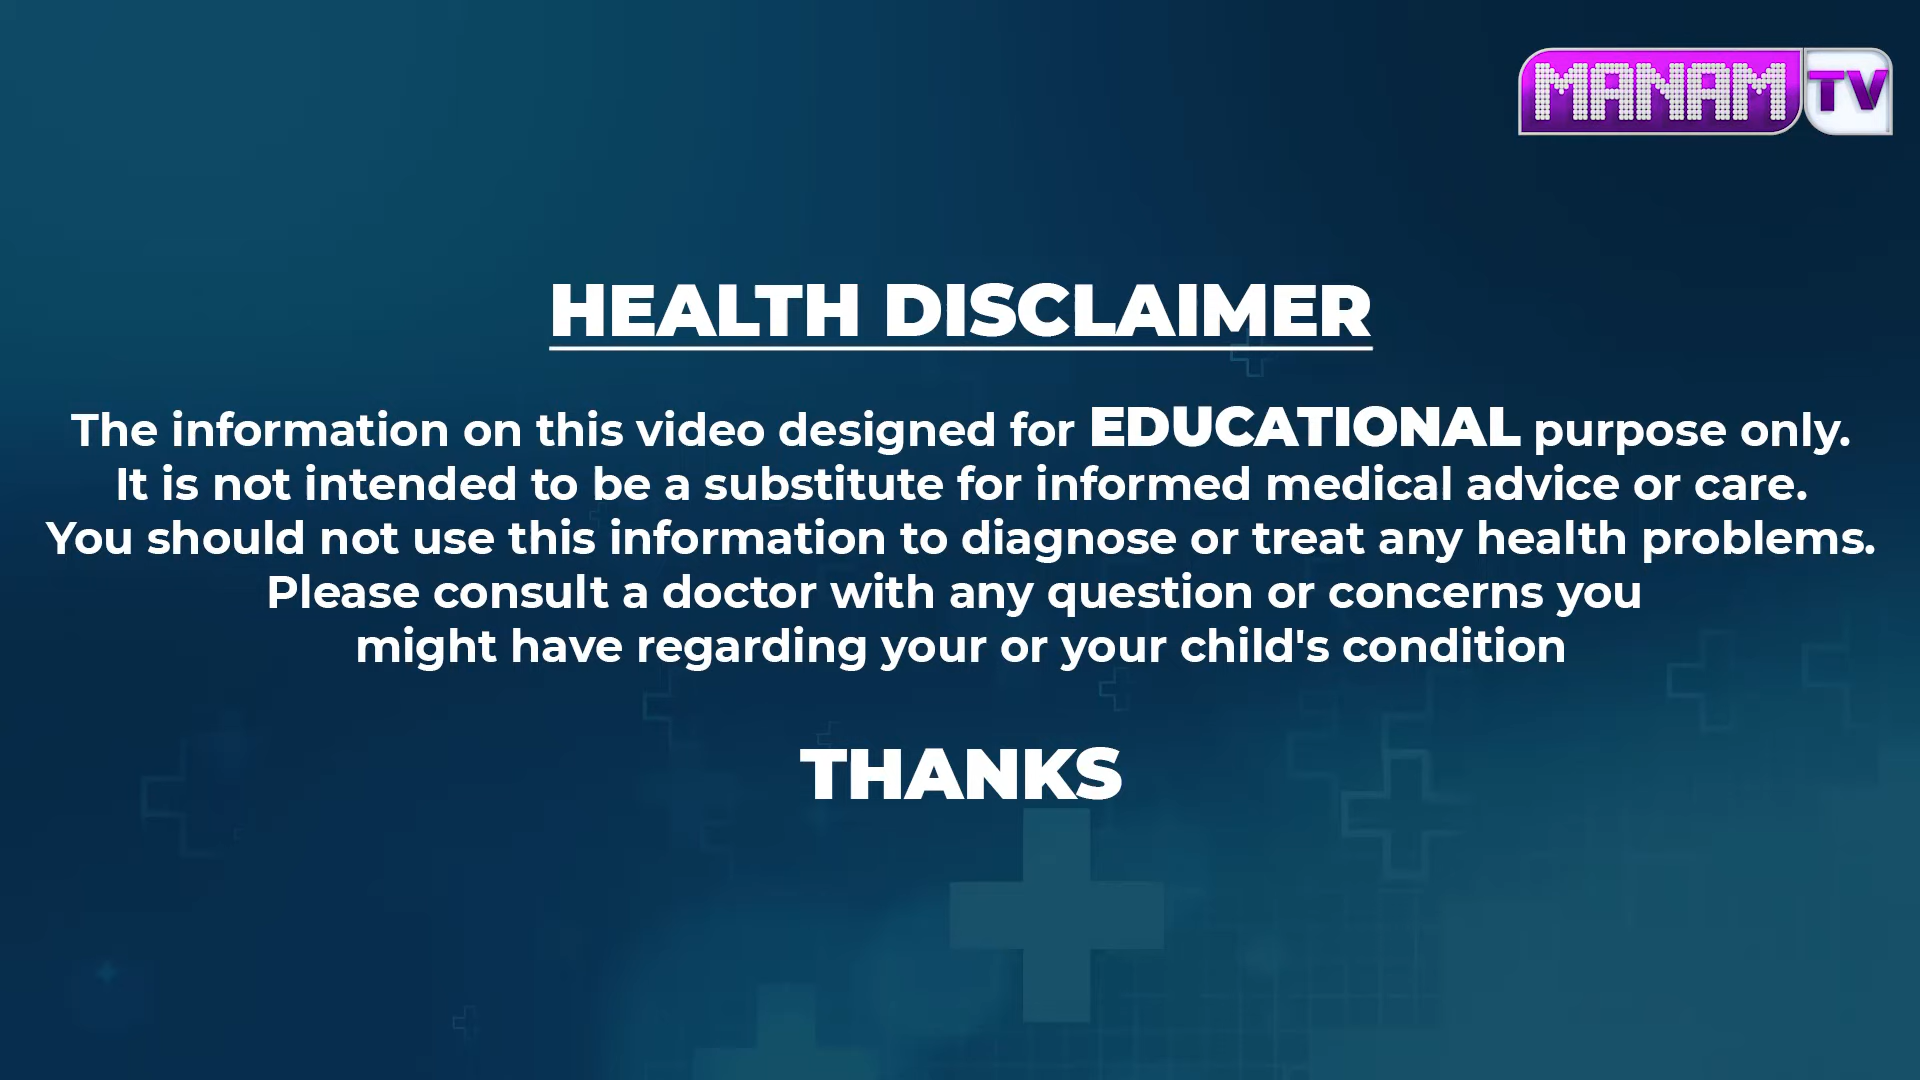 MANAM TV
HEALTH DISCLAIMER
The information on this video designed for EDUCATIONAL purpose only.
It is not intended to be a substitute for informed medical advice or care.
You should not use this information to diagnose or treat any health problems.
Please consult a doctor with any question or concerns you
might have regarding your or your child's condition
THANKS